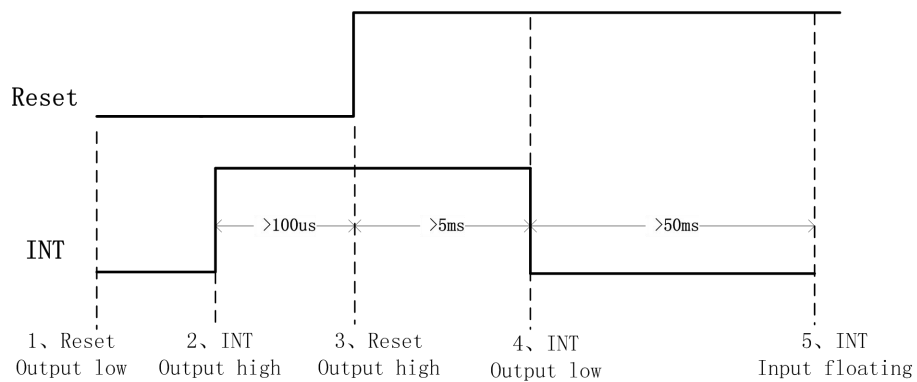 Reset
>100us
>5ms
>50ms
INT
1、Reset
Output low
2、INT
Output high
3、Reset
Output high
4、INT
Output low
5、INT
Input floating